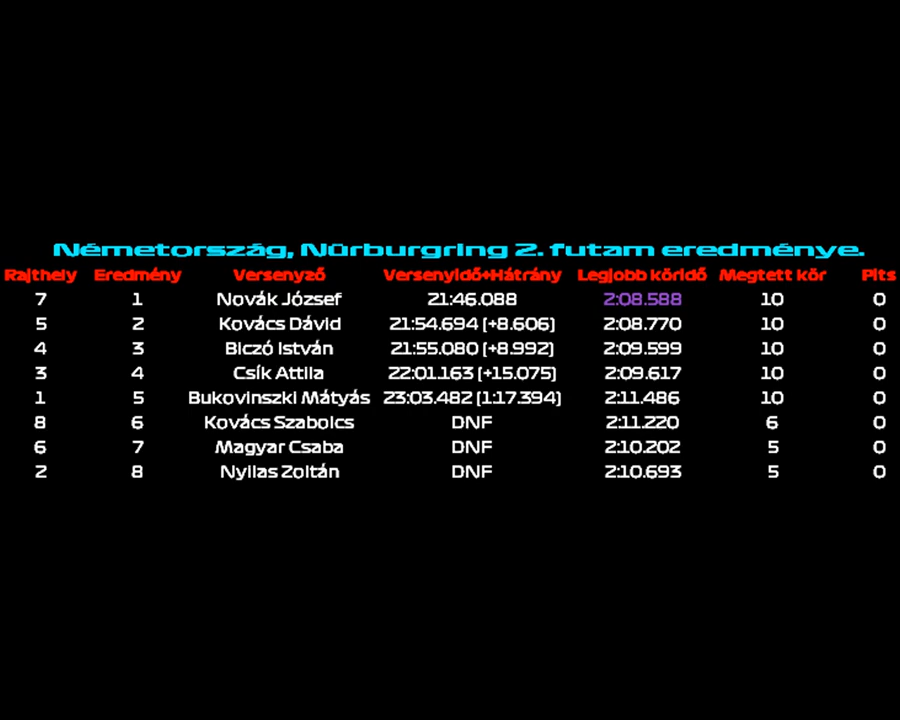 Németország, Nürburgring 2. futam eredménye.
Rajthely Eredmény Versenyző Versenyidő+Hátrány Legjobb köridő Megtett kör Pits
7 1 Novák József 21:46.088 2:08.588 10 0
5 2 Kovács Dávid 21:54.694 (+8.606) 2:08.770 10 0
4 3 Biczó István 21:55.080 (+8.992) 2:09.599 10 0
3 4 Csík Attila 22:01.163 (+15.075) 2:09.617 10 0
1 5 Bukovinszki Mátyás 23:03.482 (1:17.394) 2:11.486 10 0
8 6 Kovács Szabolcs DNF 2:11.220 6 0
6 7 Magyar Csaba DNF 2:10.202 5 0
2 8 Nyilas Zoltán DNF 2:10.693 5 0